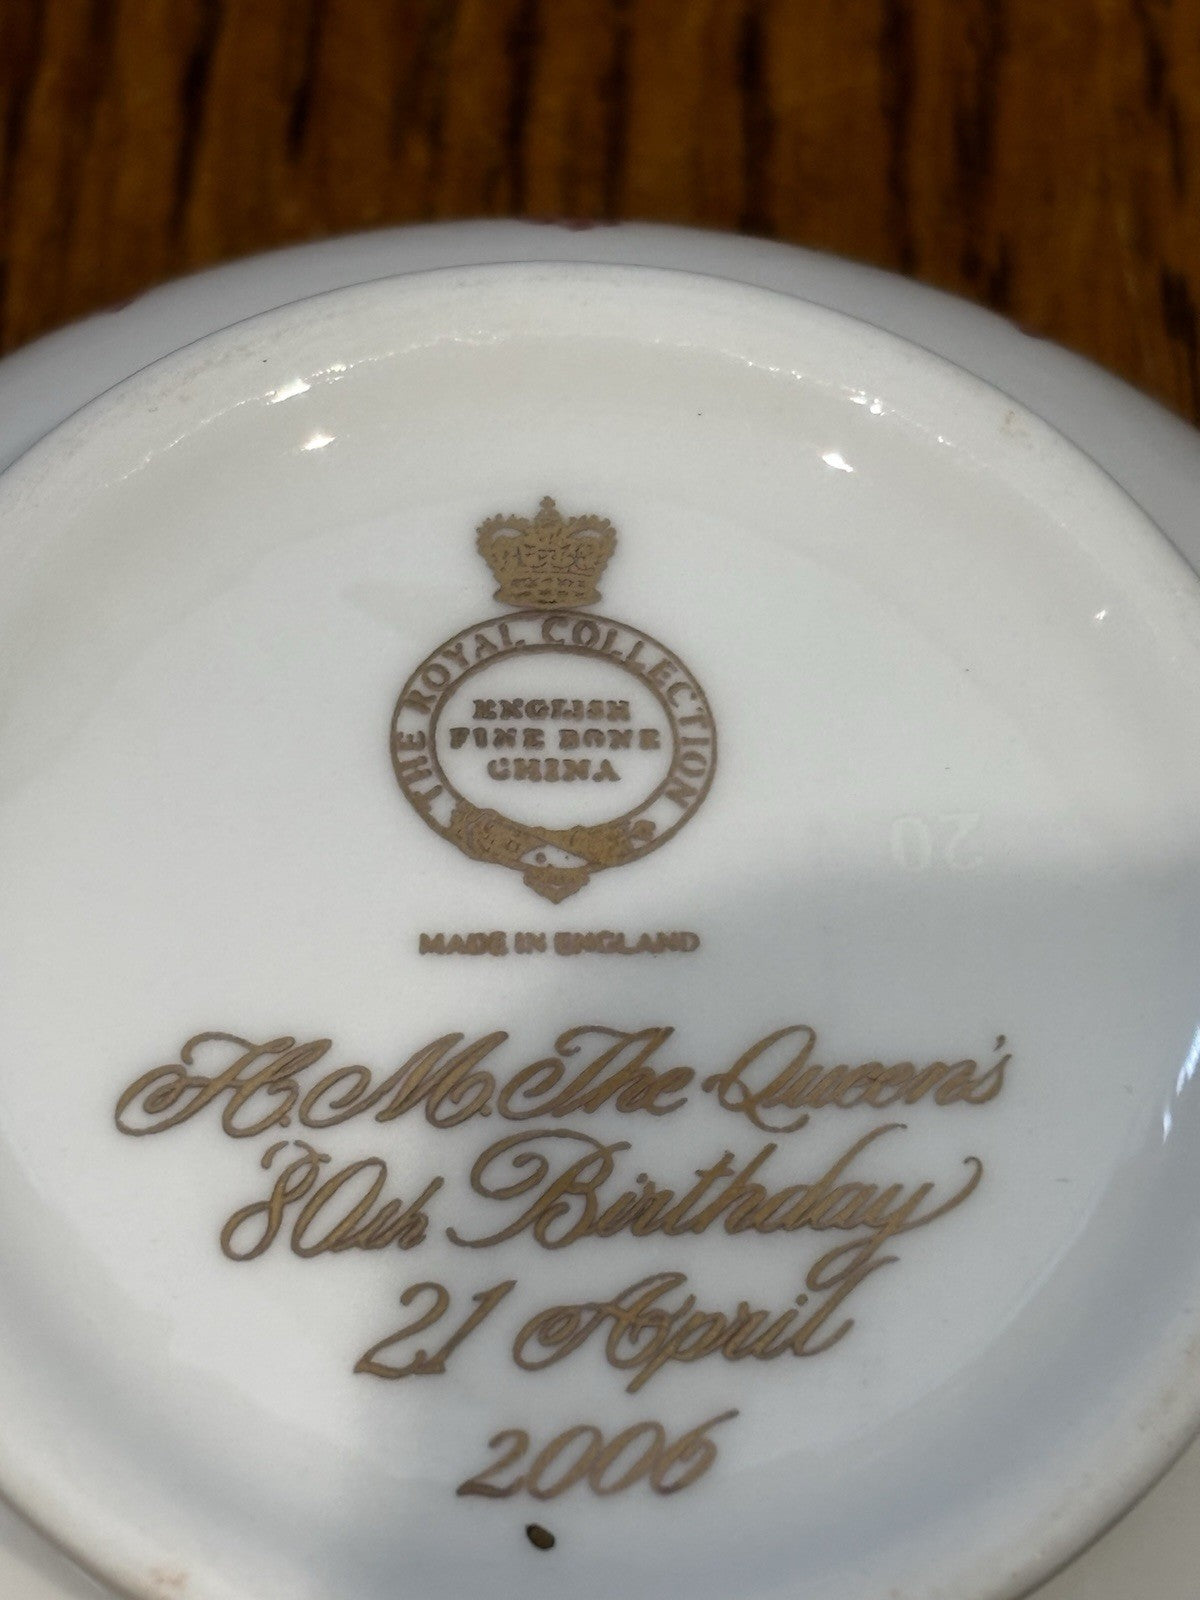 THE ROYAL COLLECTION
ENGLISH
FINE BONE
CHINA
MADE IN ENGLAND
H.M. The Queen's
80th Birthday
21 April
2006